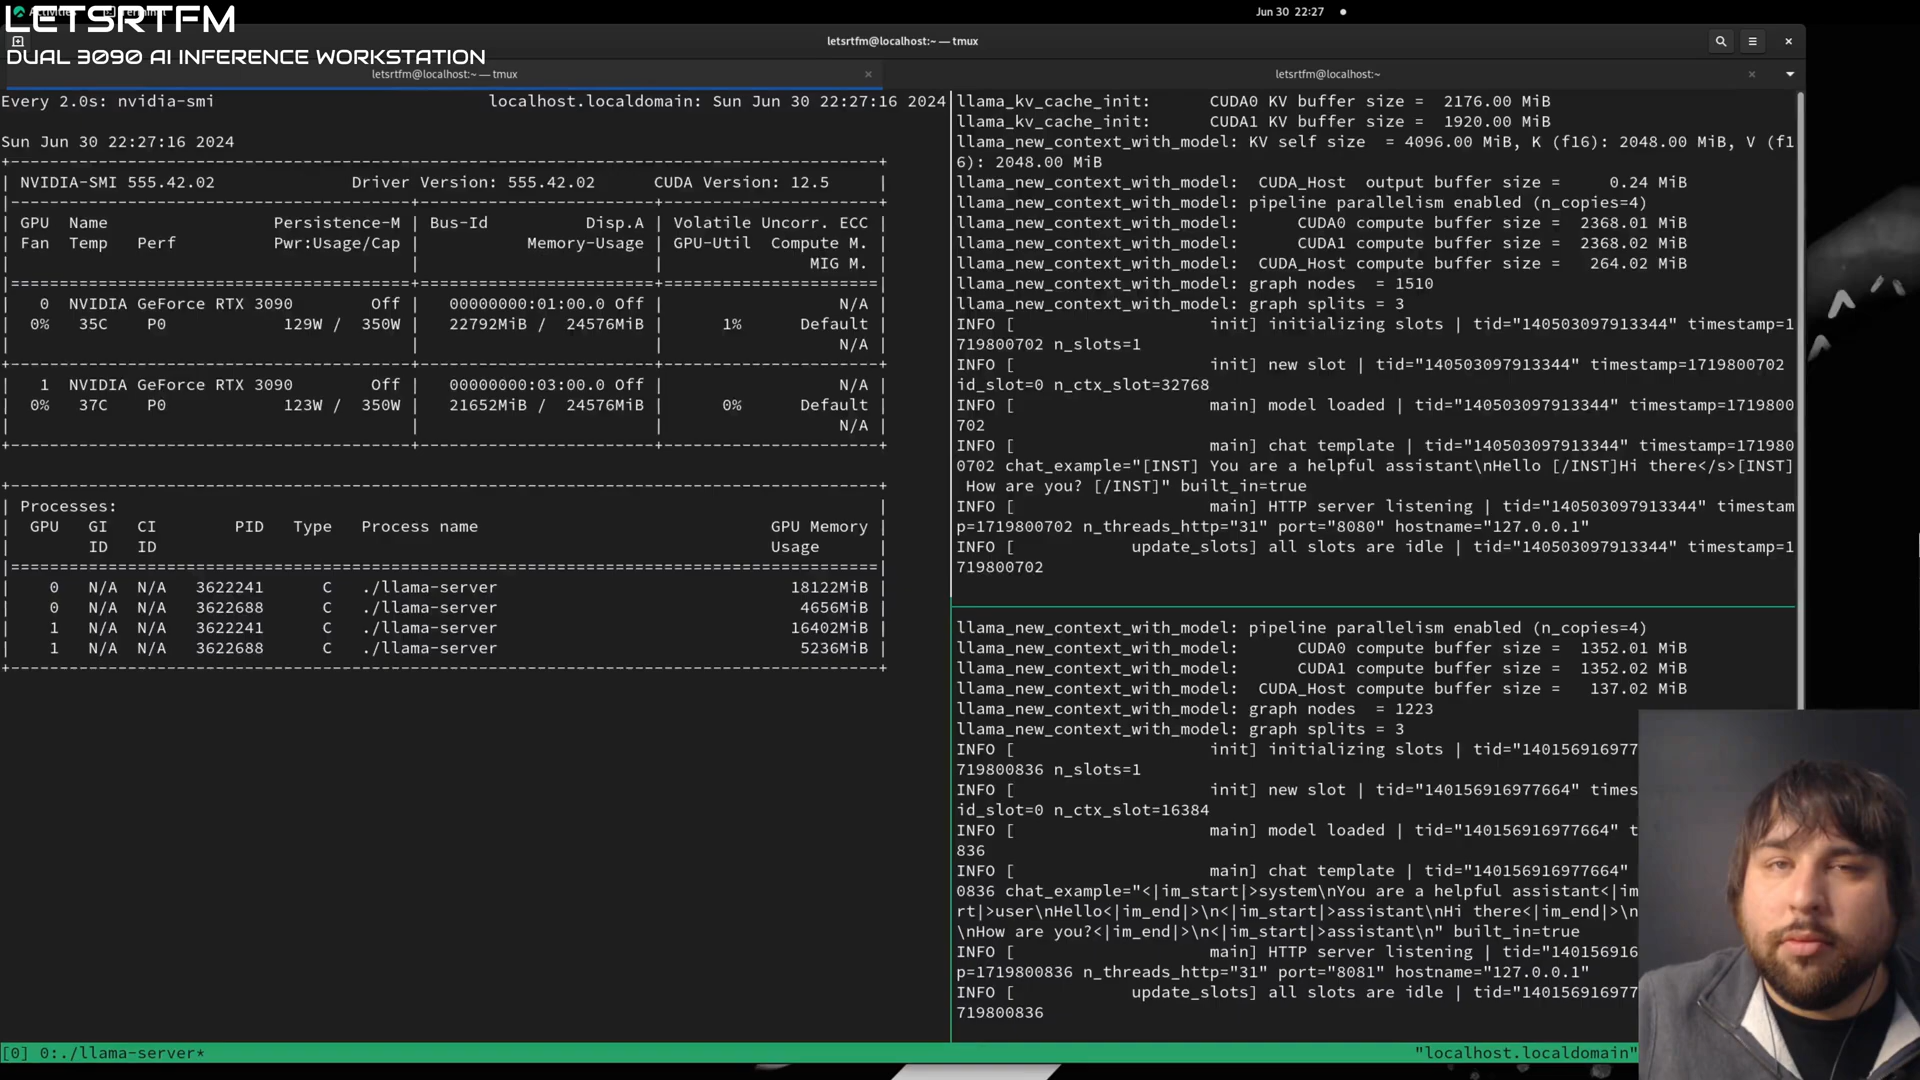 LETSRTFM
DUAL 3090 AI INFERENCE WORKSTATION
Jun 30 22:27
letsrtfm@localhost:~ — tmux
letsrtfm@localhost:~ — tmux
letsrtfm@localhost:~
Every 2.0s: nvidia-smi localhost.localdomain: Sun Jun 30 22:27:16 2024
Sun Jun 30 22:27:16 2024
NVIDIA-SMI 555.42.02 Driver Version: 555.42.02 CUDA Version: 12.5
GPU Name Persistence-M | Bus-Id Disp.A | Volatile Uncorr. ECC
Fan Temp Perf Pwr:Usage/Cap | Memory-Usage | GPU-Util Compute M.
MIG M.
0 NVIDIA GeForce RTX 3090 Off | 00000000:01:00.0 Off | N/A
0% 35C P0 129W / 350W | 22792MiB / 24576MiB | 1% Default
N/A
1 NVIDIA GeForce RTX 3090 Off | 00000000:03:00.0 Off | N/A
0% 37C P0 123W / 350W | 21652MiB / 24576MiB | 0% Default
N/A
Processes:
GPU GI CI PID Type Process name GPU Memory
ID ID Usage
0 N/A N/A 3622241 C ./llama-server 18122MiB
0 N/A N/A 3622688 C ./llama-server 4656MiB
1 N/A N/A 3622241 C ./llama-server 16402MiB
1 N/A N/A 3622688 C ./llama-server 5236MiB
llama_kv_cache_init: CUDA0 KV buffer size = 2176.00 MiB
llama_kv_cache_init: CUDA1 KV buffer size = 1920.00 MiB
llama_new_context_with_model: KV self size = 4096.00 MiB, K (f16): 2048.00 MiB, V (f1
6): 2048.00 MiB
llama_new_context_with_model: CUDA_Host output buffer size = 0.24 MiB
llama_new_context_with_model: pipeline parallelism enabled (n_copies=4)
llama_new_context_with_model: CUDA0 compute buffer size = 2368.01 MiB
llama_new_context_with_model: CUDA1 compute buffer size = 2368.02 MiB
llama_new_context_with_model: CUDA_Host compute buffer size = 264.02 MiB
llama_new_context_with_model: graph nodes = 1510
llama_new_context_with_model: graph splits = 3
INFO [ init] initializing slots | tid="140503097913344" timestamp=1
719800702 n_slots=1
INFO [ init] new slot | tid="140503097913344" timestamp=1719800702
id_slot=0 n_ctx_slot=32768
INFO [ main] model loaded | tid="140503097913344" timestamp=1719800
702
INFO [ main] chat template | tid="140503097913344" timestamp=171980
0702 chat_example="[INST] You are a helpful assistant\nHello [/INST]Hi there</s>[INST]
How are you? [/INST]" built_in=true
INFO [ main] HTTP server listening | tid="140503097913344" timestam
p=1719800702 n_threads_http="31" port="8080" hostname="127.0.0.1"
INFO [ update_slots] all slots are idle | tid="140503097913344" timestamp=1
719800702
llama_new_context_with_model: pipeline parallelism enabled (n_copies=4)
llama_new_context_with_model: CUDA0 compute buffer size = 1352.01 MiB
llama_new_context_with_model: CUDA1 compute buffer size = 1352.02 MiB
llama_new_context_with_model: CUDA_Host compute buffer size = 137.02 MiB
llama_new_context_with_model: graph nodes = 1223
llama_new_context_with_model: graph splits = 3
INFO [ init] initializing slots | tid="14015691697​7
719800836 n_slots=1
INFO [ init] new slot | tid="140156916977664" times
id_slot=0 n_ctx_slot=16384
INFO [ main] model loaded | tid="140156916977664" t
836
INFO [ main] chat template | tid="140156916977664"
0836 chat_example="<|im_start|>system\nYou are a helpful assistant<|im
rt|>user\nHello<|im_end|>\n<|im_start|>assistant\nHi there<|im_end|>\n
\nHow are you?<|im_end|>\n<|im_start|>assistant\n" built_in=true
INFO [ main] HTTP server listening | tid="14015691​6
p=1719800836 n_threads_http="31" port="8081" hostname="127.0.0.1"
INFO [ update_slots] all slots are idle | tid="140156916977
719800836
[0] 0:./llama-server* "localhost.localdomain"